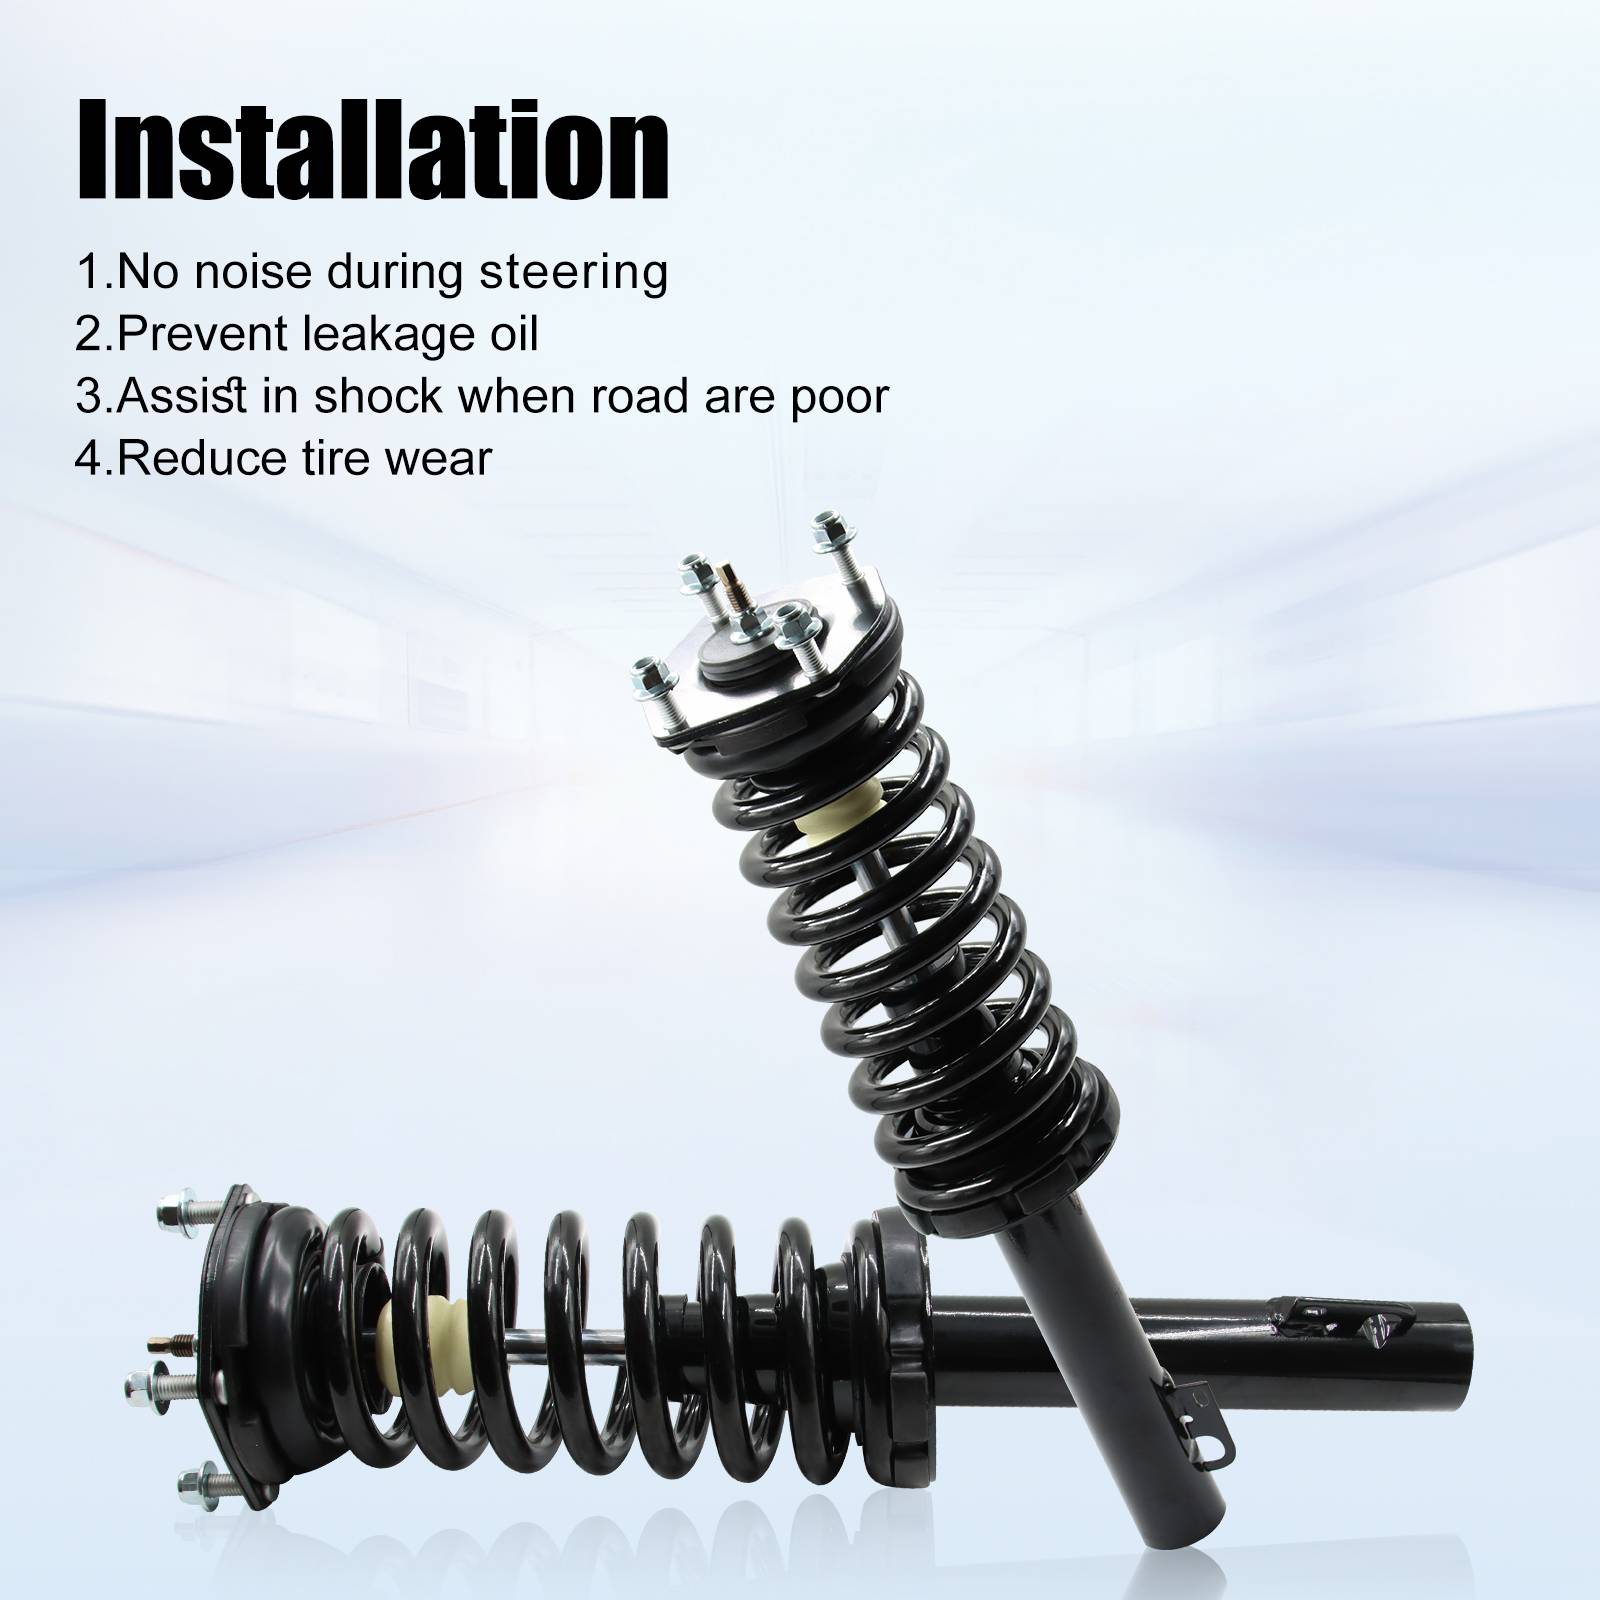 Installation
1.No noise during steering
2.Prevent leakage oil
3.Assist in shock when road are poor
4.Reduce tire wear